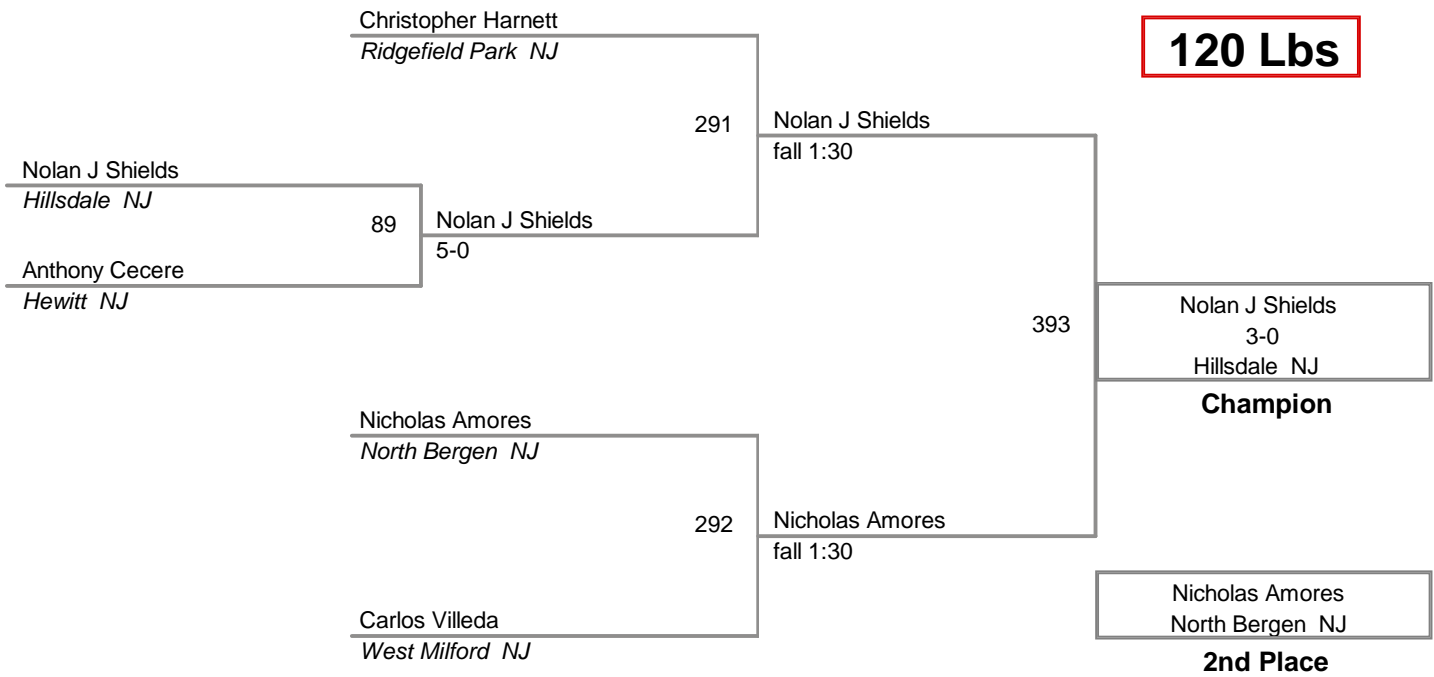 Christopher Harnett
Ridgefield Park NJ
120 Lbs
291
Nolan J Shields
fall 1:30
Nolan J Shields
Hillsdale NJ
89
Nolan J Shields
5-0
Anthony Cecere
Hewitt NJ
393
Nolan J Shields
3-0
Hillsdale NJ
Champion
Nicholas Amores
North Bergen NJ
292
Nicholas Amores
fall 1:30
Carlos Villeda
West Milford NJ
Nicholas Amores
North Bergen NJ
2nd Place